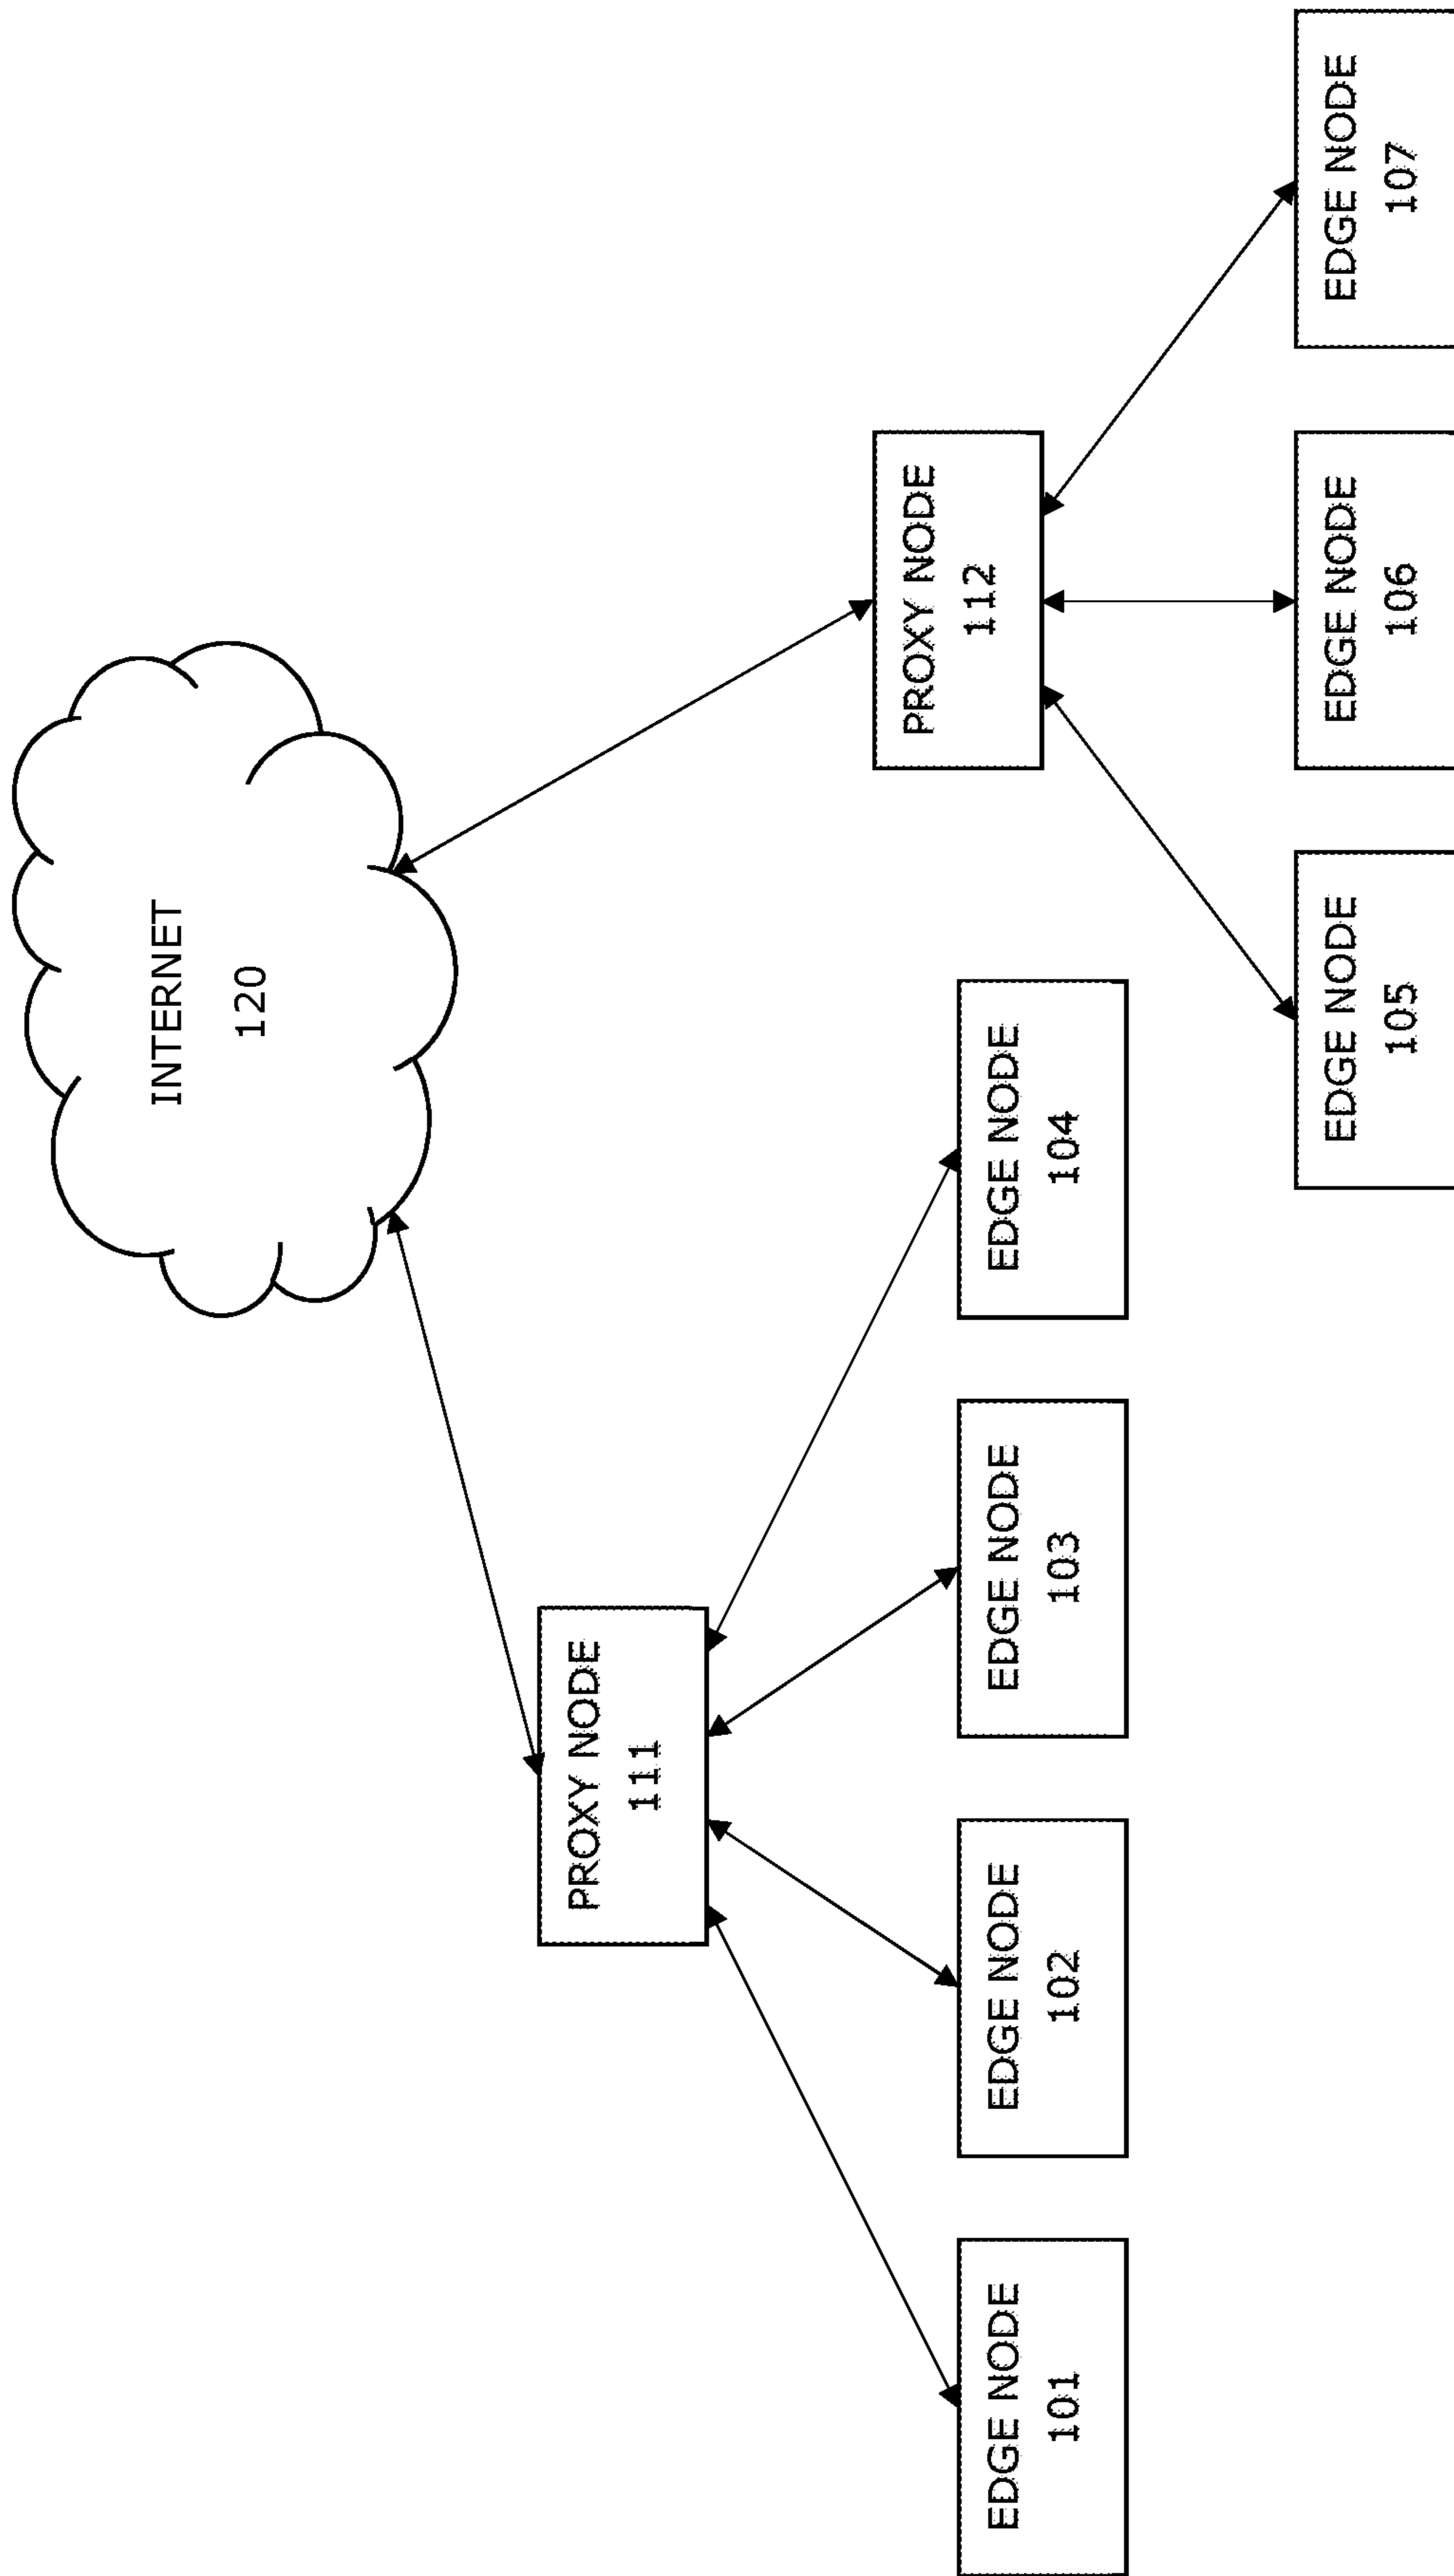 INTERNET
120
PROXY NODE
111
PROXY NODE
112
EDGE NODE
101
EDGE NODE
102
EDGE NODE
103
EDGE NODE
104
EDGE NODE
105
EDGE NODE
106
EDGE NODE
107